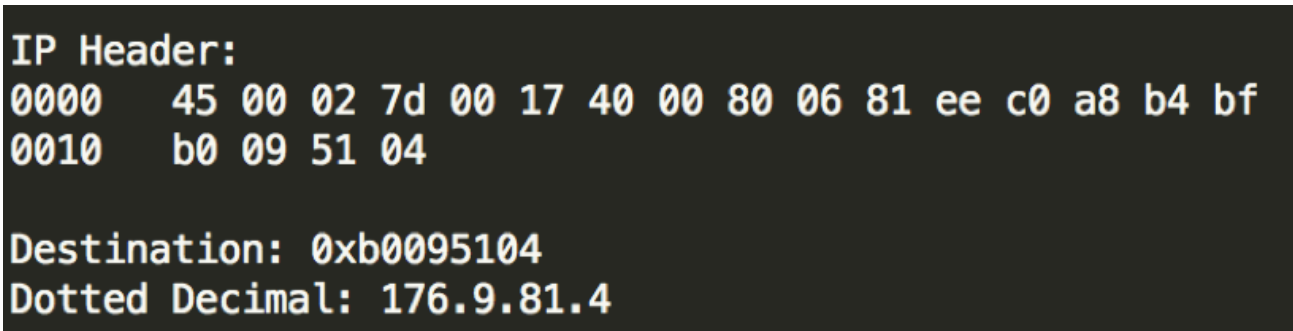 IP Header:
0000   45 00 02 7d 00 17 40 00 80 06 81 ee c0 a8 b4 bf
0010   b0 09 51 04
Destination: 0xb0095104
Dotted Decimal: 176.9.81.4